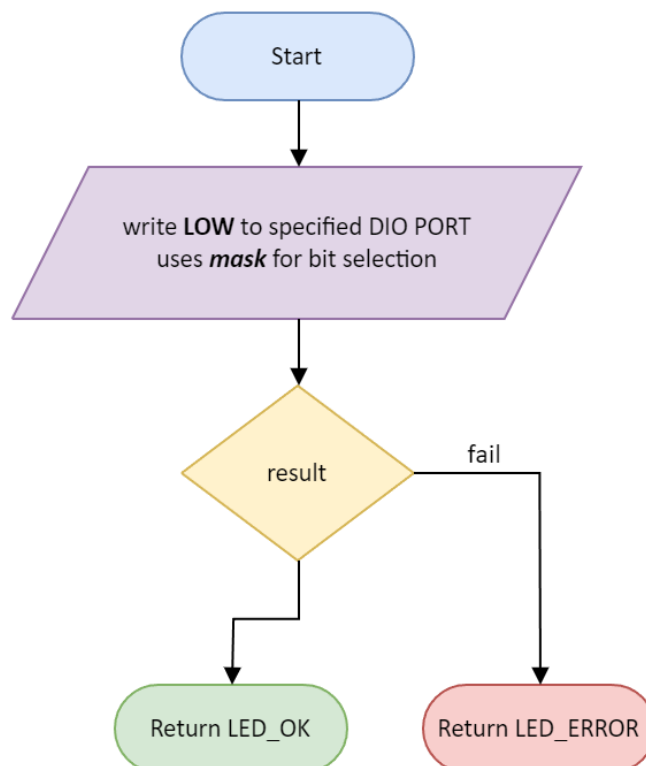 Start
write LOW to specified DIO PORT
uses mask for bit selection
result
fail
Return LED_OK
Return LED_ERROR